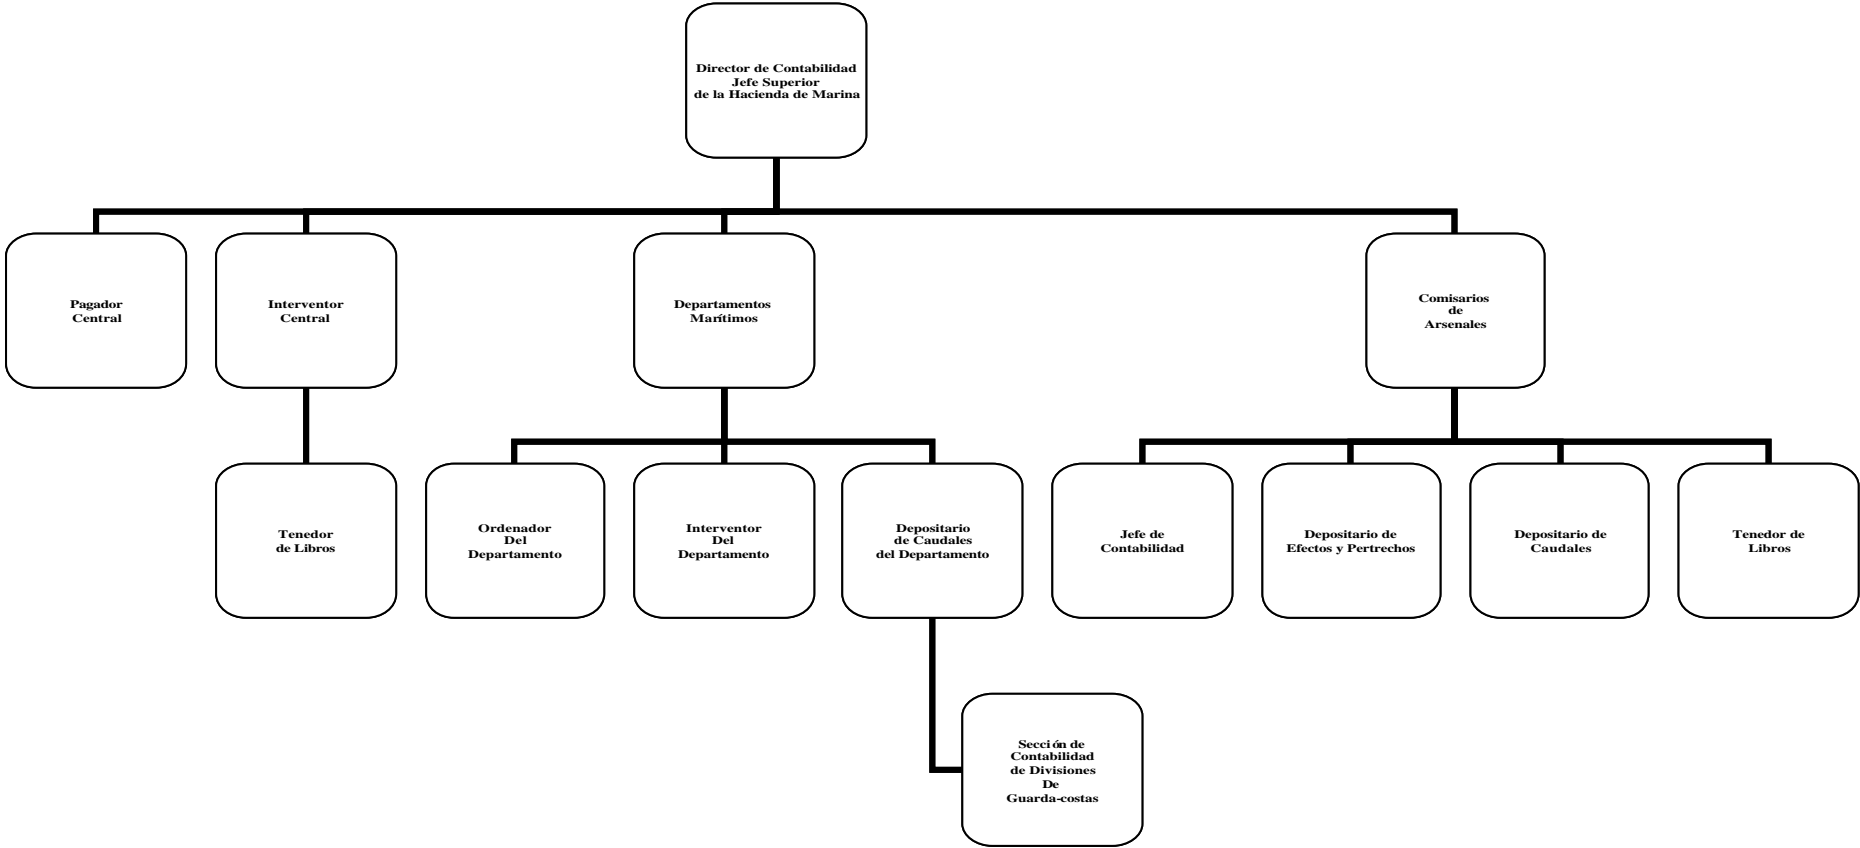 Director de Contabilidad
Jefe Superior
de la Hacienda de Marina
Pagador
Central
Interventor
Central
Departamentos
Marítimos
Comisarios
de
Arsenales
Tenedor
de Libros
Ordenador
Del
Departamento
Interventor
Del
Departamento
Depositario
de Caudales
del Departamento
Jefe de
Contabilidad
Depositario de
Efectos y Pertrechos
Depositario de
Caudales
Tenedor de
Libros
Sección de
Contabilidad
de Divisiones
De
Guarda-costas